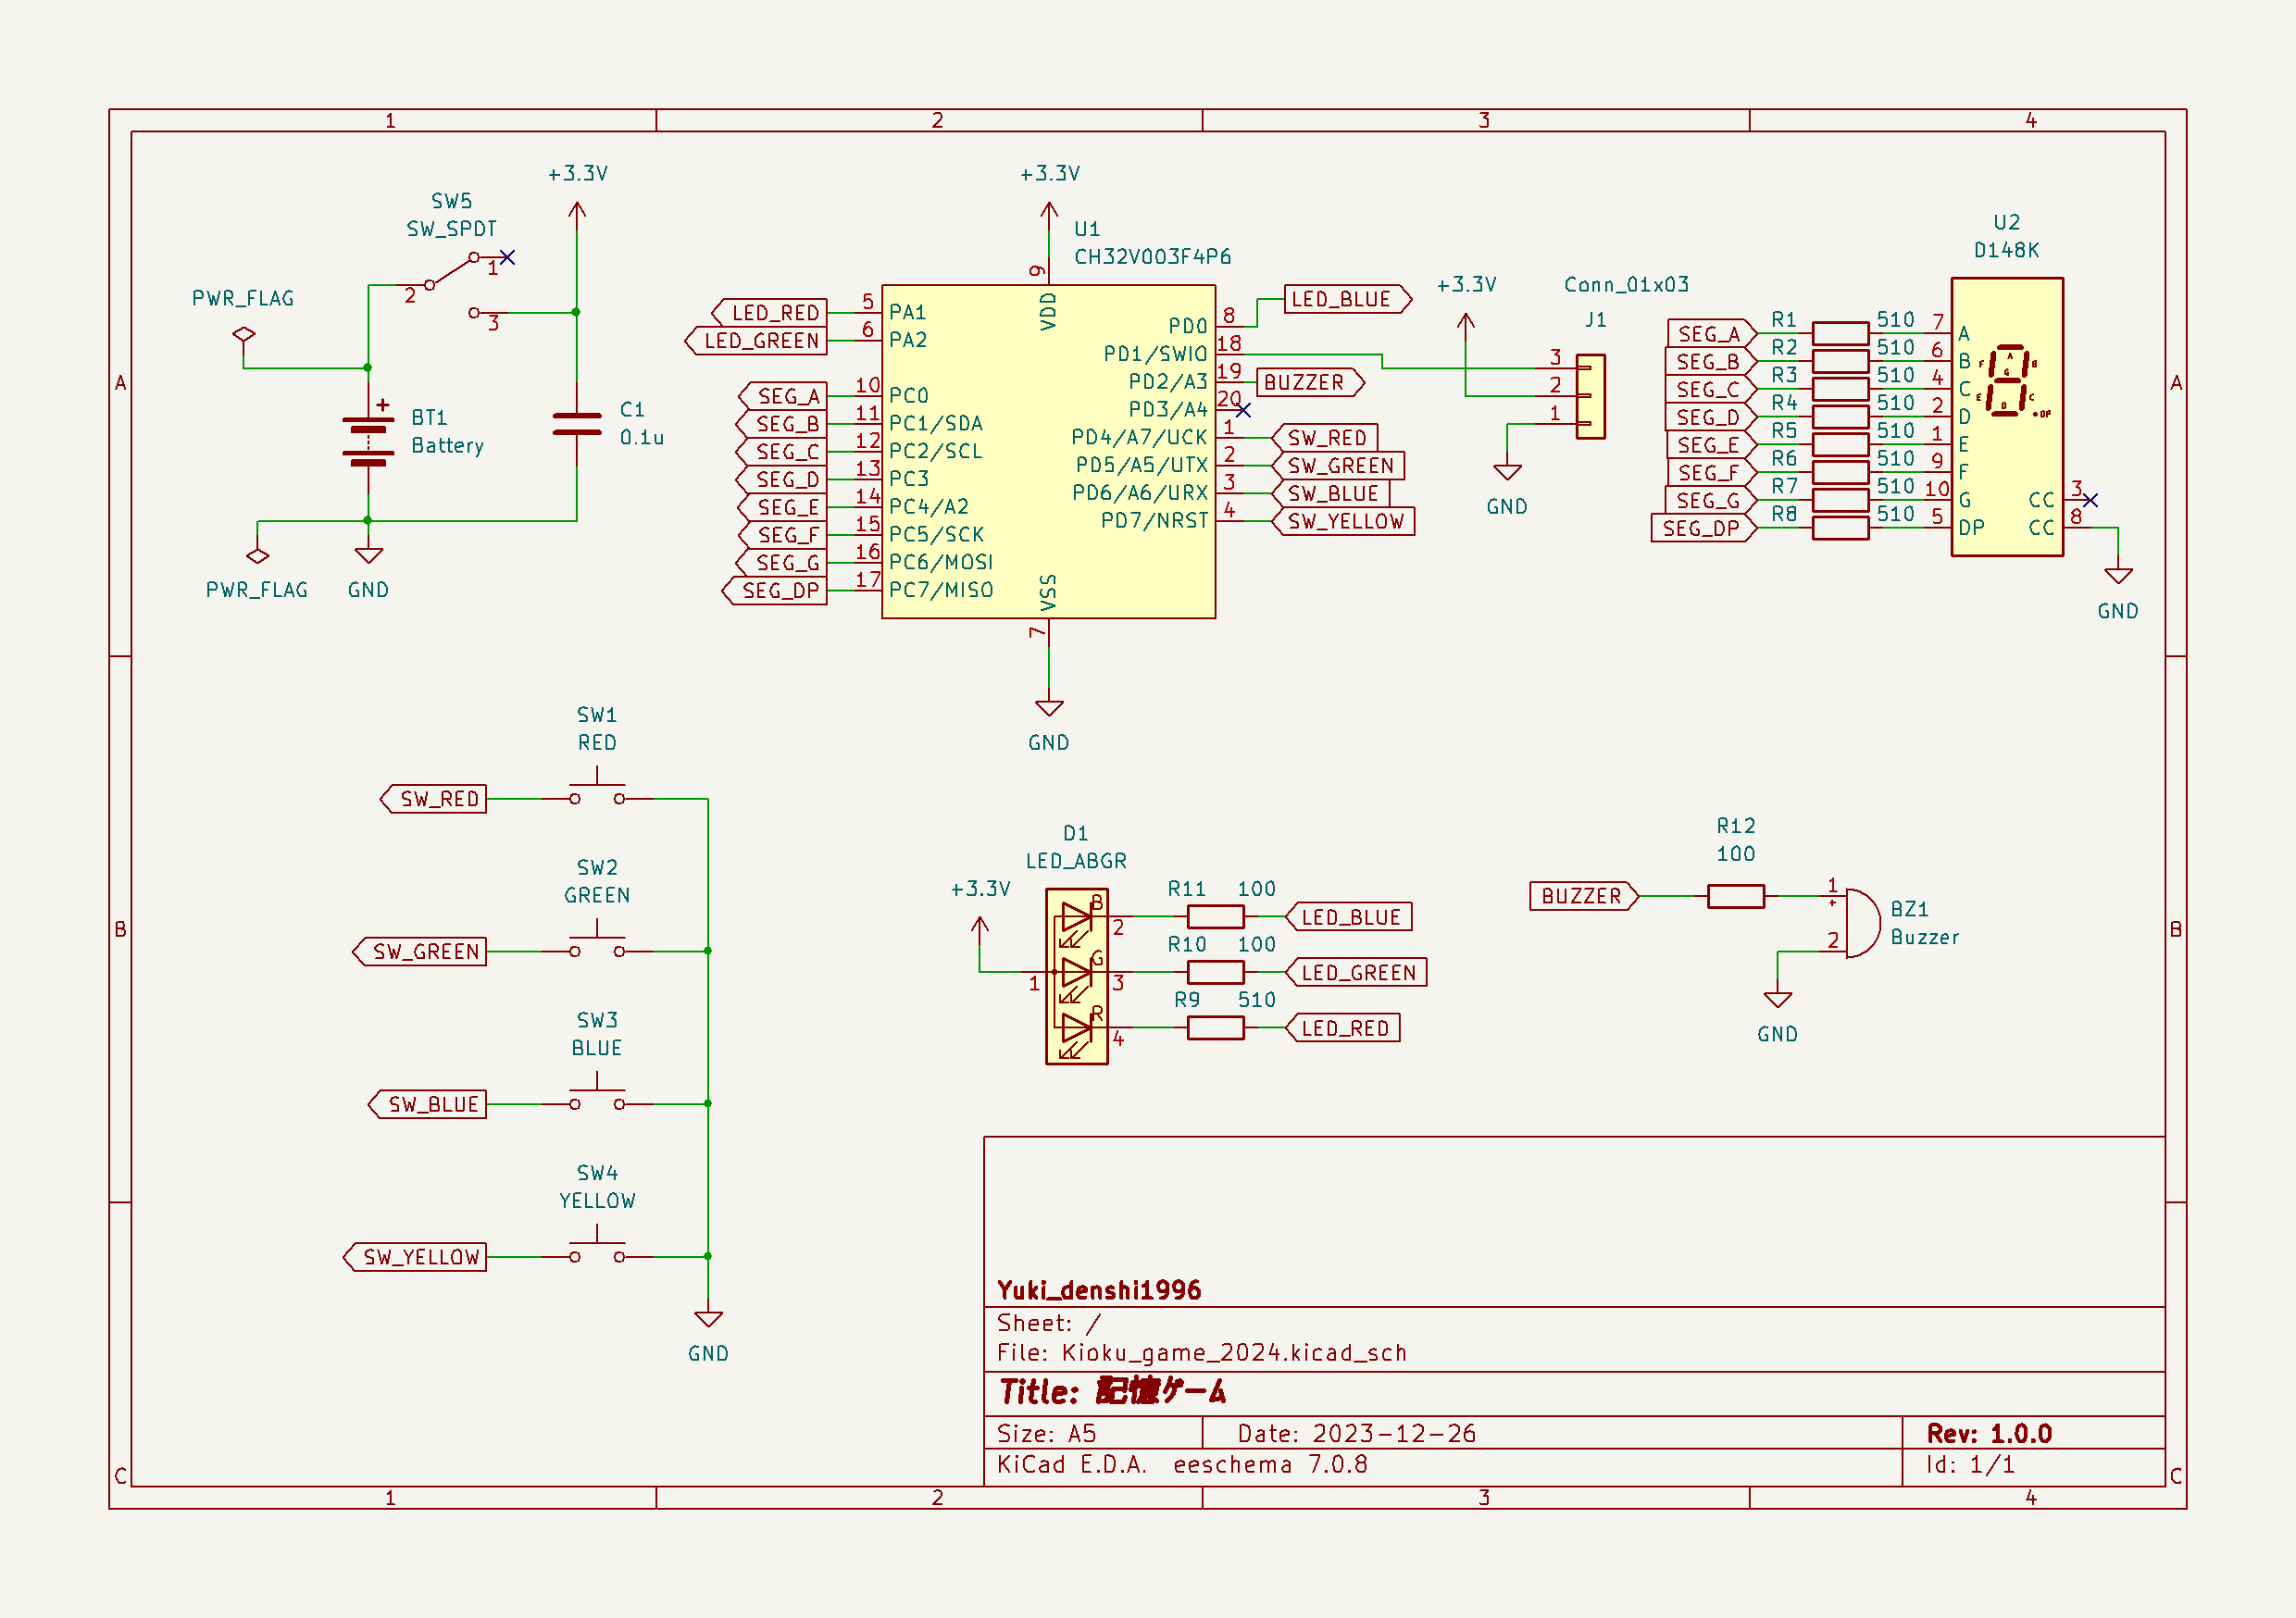 1 2 3 4
A A
B B
C C
1 2 3 4
+3.3V
SW5
SW_SPDT
1
2
3
PWR_FLAG
+
BT1
Battery
C1
0.1u
PWR_FLAG
GND
+3.3V
U1
CH32V003F4P6
9
VDD
LED_RED 5 PA1
LED_GREEN 6 PA2
SEG_A 10 PC0
SEG_B 11 PC1/SDA
SEG_C 12 PC2/SCL
SEG_D 13 PC3
SEG_E 14 PC4/A2
SEG_F 15 PC5/SCK
SEG_G 16 PC6/MOSI
SEG_DP 17 PC7/MISO
PD0 8 LED_BLUE
PD1/SWIO 18
PD2/A3 19 BUZZER
PD3/A4 20
PD4/A7/UCK 1 SW_RED
PD5/A5/UTX 2 SW_GREEN
PD6/A6/URX 3 SW_BLUE
PD7/NRST 4 SW_YELLOW
VSS
7
GND
+3.3V
Conn_01x03
J1
3
2
1
GND
U2
D148K
SEG_A R1 510 7 A
SEG_B R2 510 6 B
SEG_C R3 510 4 C
SEG_D R4 510 2 D
SEG_E R5 510 1 E
SEG_F R6 510 9 F
SEG_G R7 510 10 G
SEG_DP R8 510 5 DP
A
F B
G
E C
D
DP
CC 3
CC 8
GND
SW1
RED
SW_RED
SW2
GREEN
SW_GREEN
SW3
BLUE
SW_BLUE
SW4
YELLOW
SW_YELLOW
GND
D1
LED_ABGR
+3.3V
1
B 2 R11 100 LED_BLUE
G 3 R10 100 LED_GREEN
R 4 R9 510 LED_RED
R12
100
BUZZER
1
+
2
BZ1
Buzzer
GND
Yuki_denshi1996
Sheet: /
File: Kioku_game_2024.kicad_sch
Title: 記憶ゲーム
Size: A5 Date: 2023-12-26 Rev: 1.0.0
KiCad E.D.A. eeschema 7.0.8 Id: 1/1